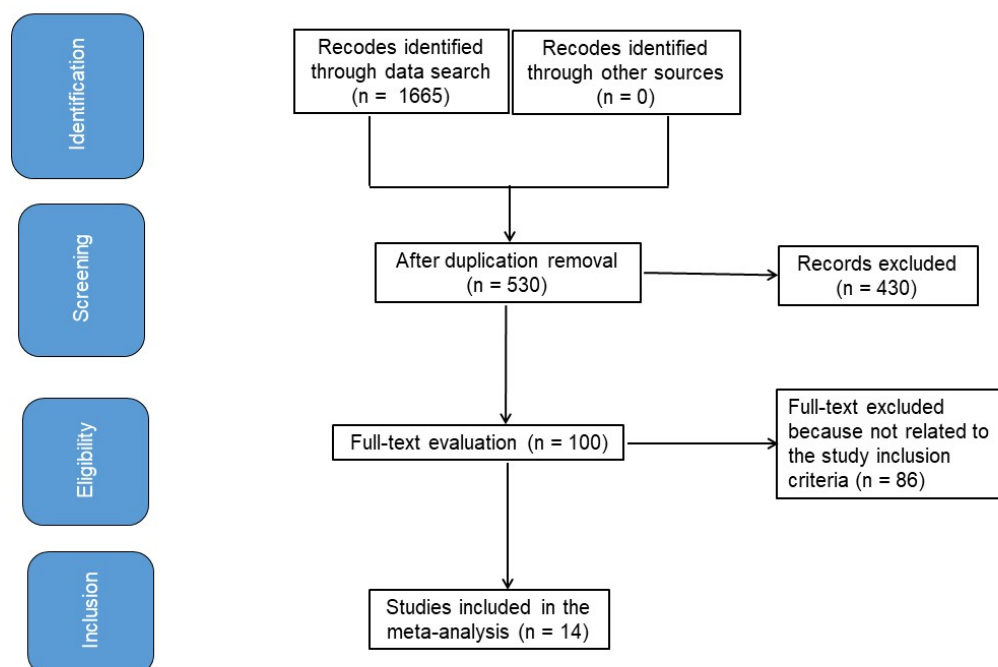 Identification
Recodes identified
through data search
(n = 1665)
Recodes identified
through other sources
(n = 0)
Screening
After duplication removal
(n = 530)
Records excluded
(n = 430)
Eligibility
Full-text evaluation (n = 100)
Full-text excluded
because not related to
the study inclusion
criteria (n = 86)
Inclusion
Studies included in the
meta-analysis (n = 14)